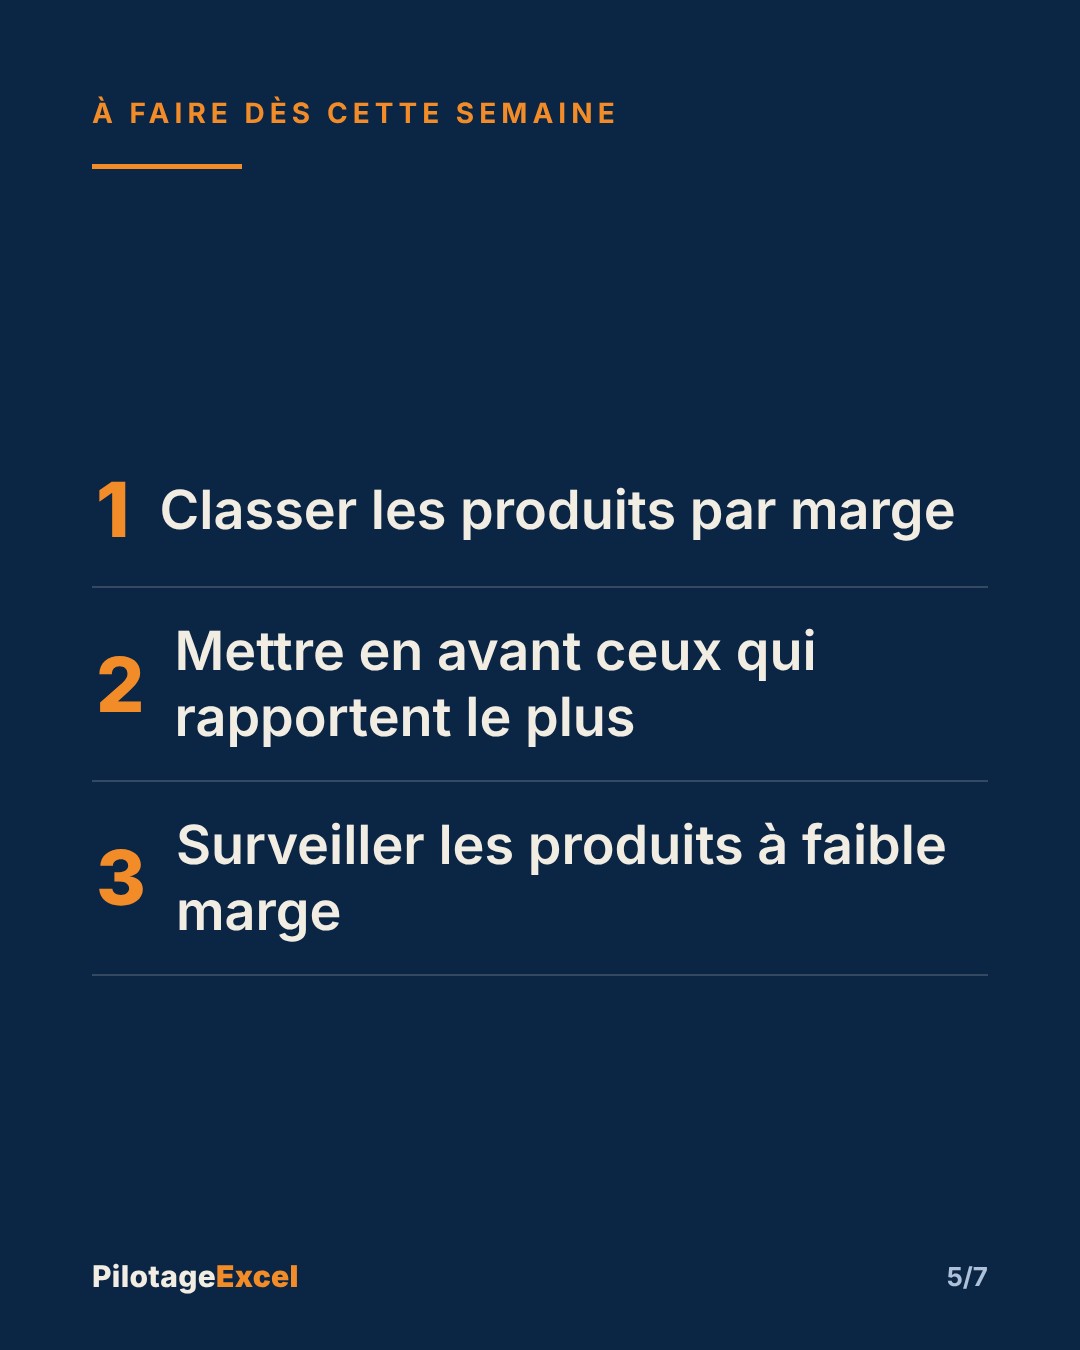 À FAIRE DÈS CETTE SEMAINE
1 Classer les produits par marge
2 Mettre en avant ceux qui
rapportent le plus
3 Surveiller les produits à faible
marge
PilotageExcel
5/7